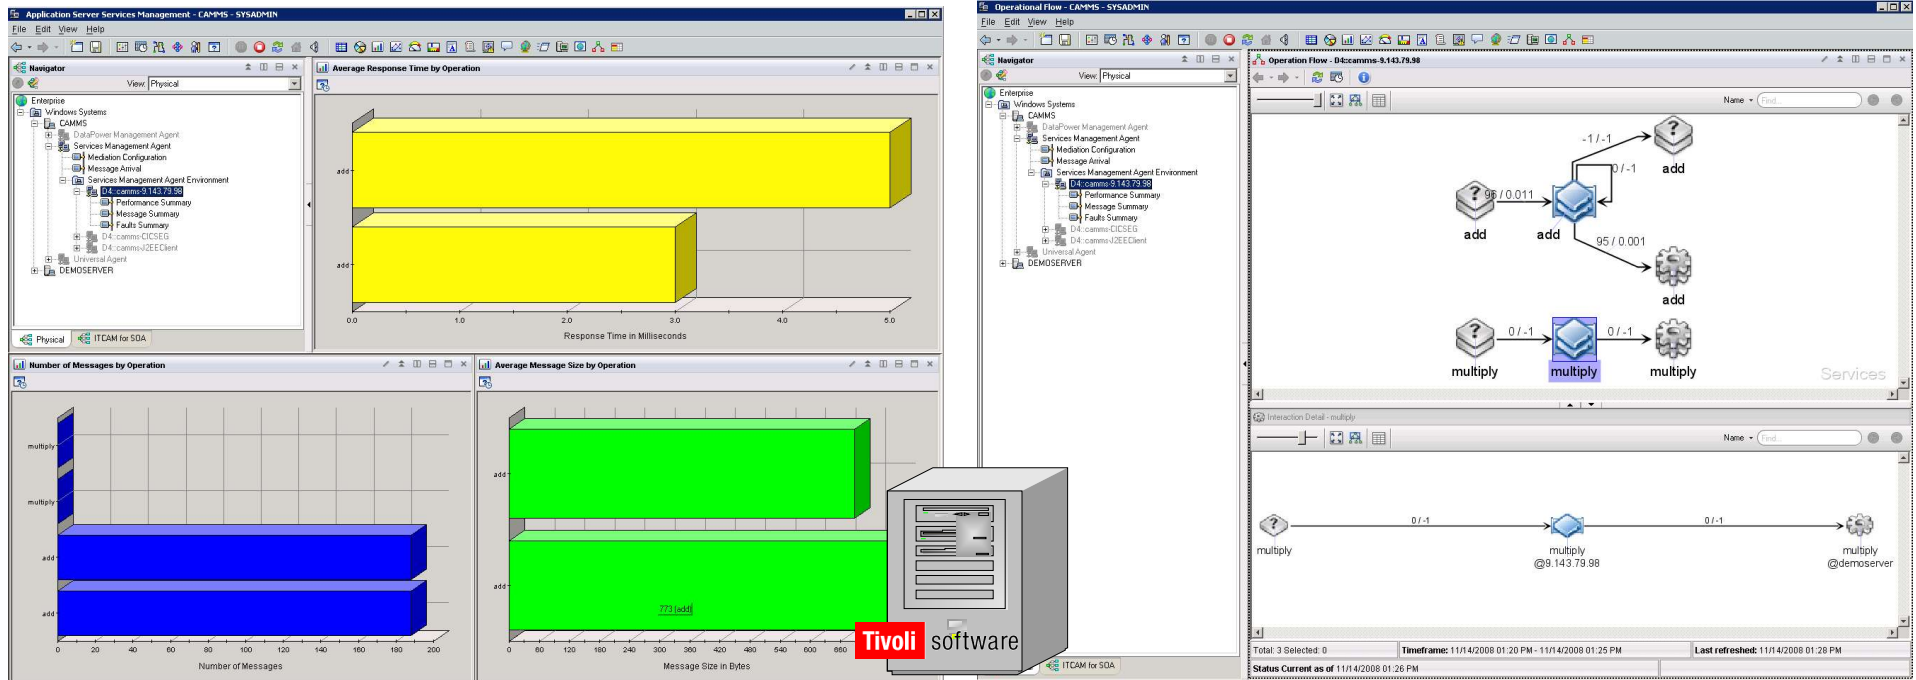 Application Server Services Management - CAMMS - SYSADMIN
File Edit View Help
Navigator
View: Physical
Enterprise
Windows Systems
CAMMS
DataPower Management Agent
Services Management Agent
Mediation Configuration
Message Arrival
Services Management Agent Environment
D4::camms-9.143.79.98
Performance Summary
Message Summary
Faults Summary
D4::camms-CICSEG
D4::camms-J2EEClient
Universal Agent
DEMOSERVER
Physical
ITCAM for SOA
Average Response Time by Operation
add
add
0.0 1.0 2.0 3.0 4.0 5.0
Response Time in Milliseconds
Number of Messages by Operation
multiply
multiply
add
add
0 20 40 60 80 100 120 140 160 180 200
Number of Messages
Average Message Size by Operation
add
add
773 (add)
0 60 120 180 240 300 360 420 480 540 600 660
Message Size in Bytes
Tivoli software
Operational Flow - CAMMS - SYSADMIN
File Edit View Help
Navigator
View: Physical
Enterprise
Windows Systems
CAMMS
DataPower Management Agent
Services Management Agent
Mediation Configuration
Message Arrival
Services Management Agent Environment
D4::camms-9.143.79.98
Performance Summary
Message Summary
Faults Summary
D4::camms-CICSEG
D4::camms-J2EEClient
Universal Agent
DEMOSERVER
ITCAM for SOA
Operation Flow - D4:camms-9.143.79.98
Name Find...
-1 / -1
add
0 / -1
96 / 0.011
add
add
95 / 0.001
add
0 / -1
0 / -1
multiply
multiply
multiply
Services
Interaction Detail - multiply
Name Find...
0 / -1
0 / -1
multiply
multiply
@9.143.79.98
multiply
@demoserver
Total: 3 Selected: 0
Timeframe: 11/14/2008 01:20 PM - 11/14/2008 01:25 PM
Last refreshed: 11/14/2008 01:28 PM
Status Current as of 11/14/2008 01:26 PM